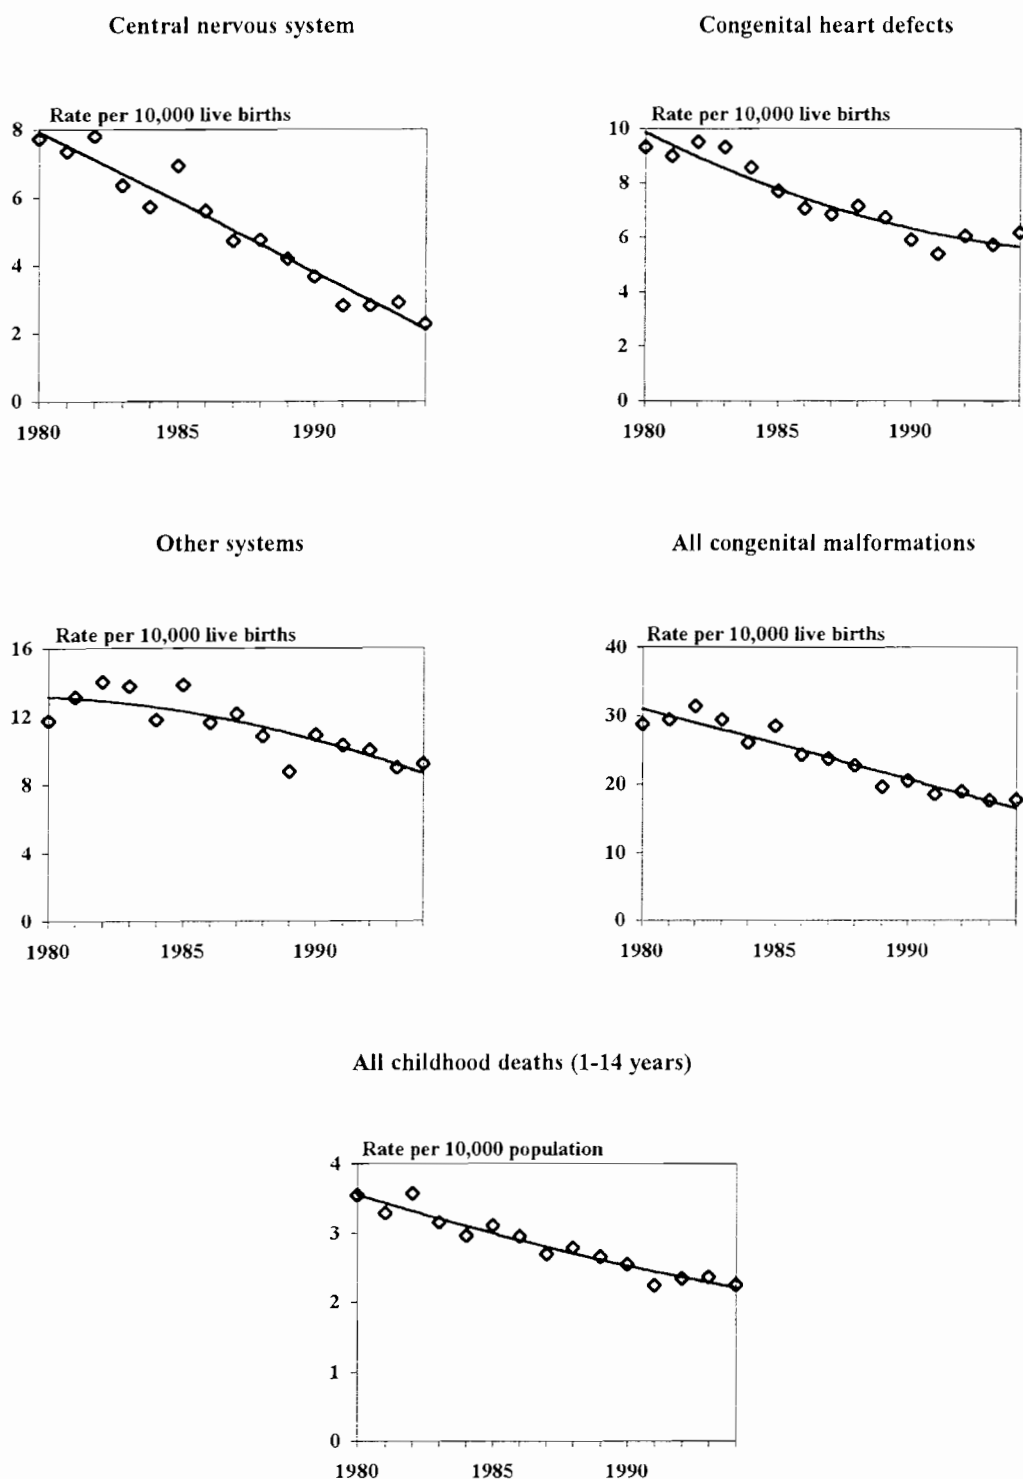 Central nervous system
Rate per 10,000 live births
8
6
4
2
0
1980 1985 1990
Congenital heart defects
Rate per 10,000 live births
10
8
6
4
2
0
1980 1985 1990
Other systems
Rate per 10,000 live births
16
12
8
4
0
1980 1985 1990
All congenital malformations
Rate per 10,000 live births
40
30
20
10
0
1980 1985 1990
All childhood deaths (1-14 years)
Rate per 10,000 population
4
3
2
1
0
1980 1985 1990